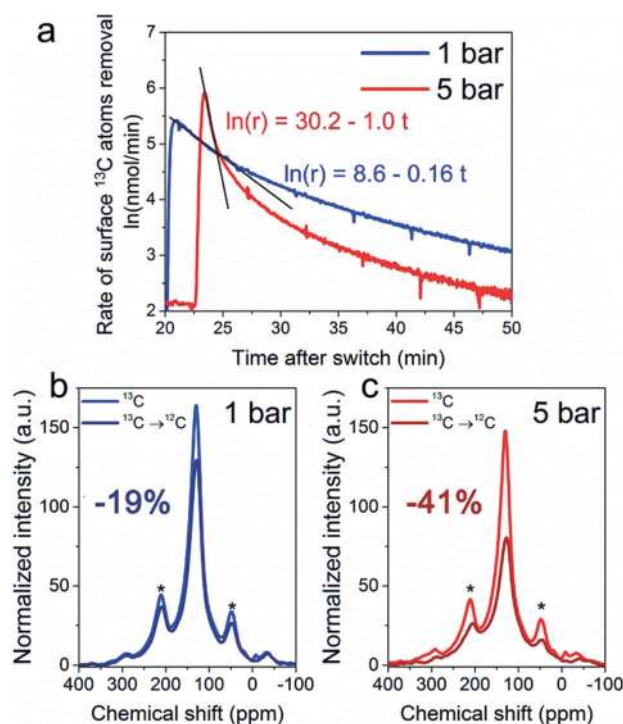 a
1 bar
5 bar
ln(r) = 30.2 - 1.0 t
ln(r) = 8.6 - 0.16 t
Rate of surface ¹³C atoms removal
ln(nmol/min)
7
6
5
4
3
2
20 25 30 35 40 45 50
Time after switch (min)
b
¹³C
¹³C →¹²C
1 bar
-19%
* *
Normalized intensity (a.u.)
150
100
50
0
400 300 200 100 0 -100
Chemical shift (ppm)
c
¹³C
¹³C →¹²C
5 bar
-41%
* *
Normalized intensity (a.u.)
150
100
50
0
400 300 200 100 0 -100
Chemical shift (ppm)